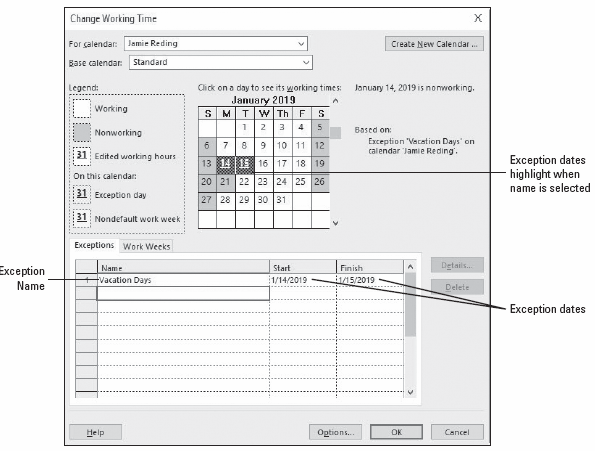 Change Working Time X
For calendar: Jamie Reding
Create New Calendar ...
Base calendar: Standard
Legend:
Working
Nonworking
31 Edited working hours
On this calendar:
31 Exception day
31 Nondefault work week
Click on a day to see its working times:
January 2019
S M T W Th F S
1 2 3 4 5
6 7 8 9 10 11 12
13 14 15 16 17 18 19
20 21 22 23 24 25 26
27 28 29 30 31
January 14, 2019 is nonworking.
Based on:
Exception 'Vacation Days' on
calendar 'Jamie Reding'.
Exception dates
highlight when
name is selected
Exceptions Work Weeks
Name Start Finish
1 Vacation Days 1/14/2019 1/15/2019
Details...
Delete
Exception
Name
Exception dates
Help
Options...
OK
Cancel